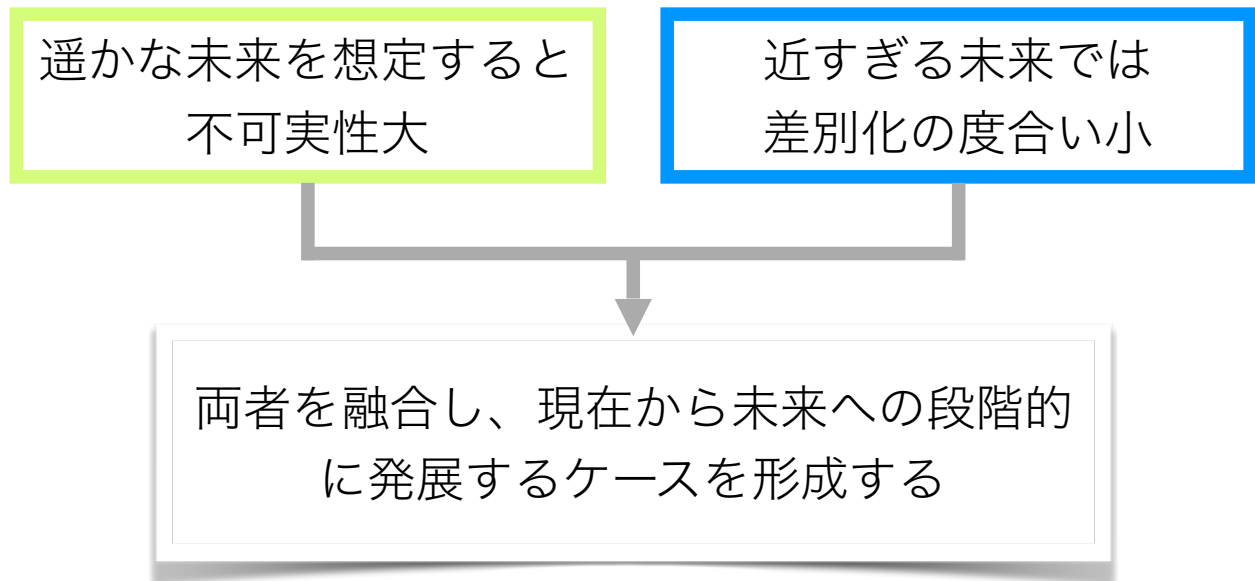 遥かな未来を想定すると
不可実性大
近すぎる未来では
差別化の度合い小
両者を融合し、現在から未来への段階的
に発展するケースを形成する